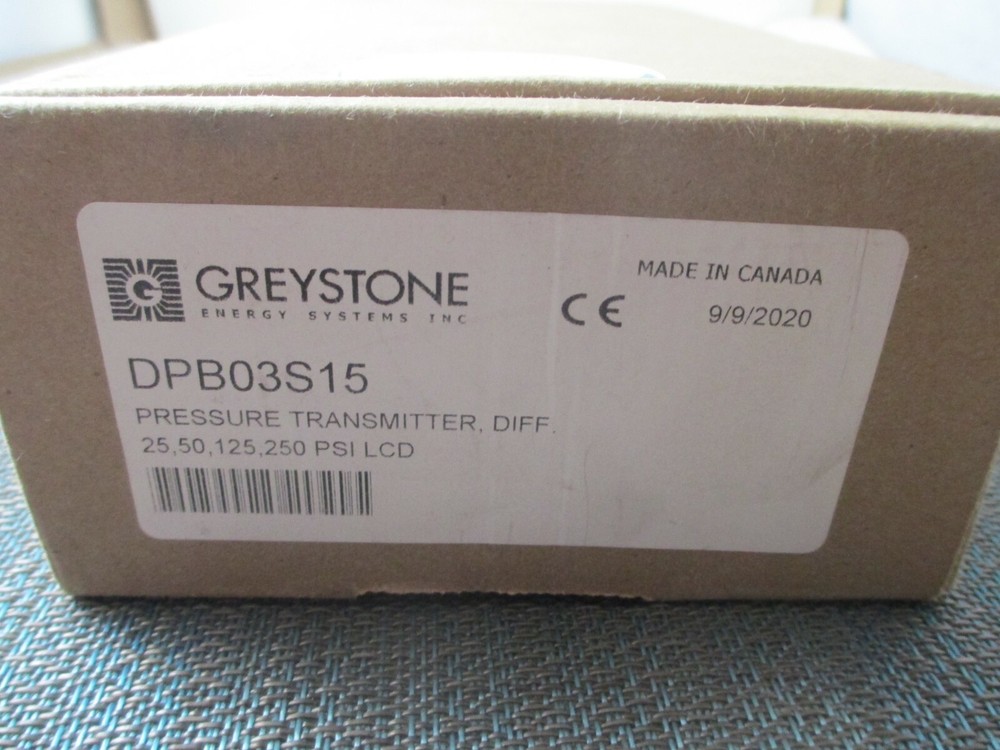 G GREYSTONE
ENERGY SYSTEMS INC
CE
MADE IN CANADA
9/9/2020
DPB03S15
PRESSURE TRANSMITTER, DIFF.
25,50,125,250 PSI LCD